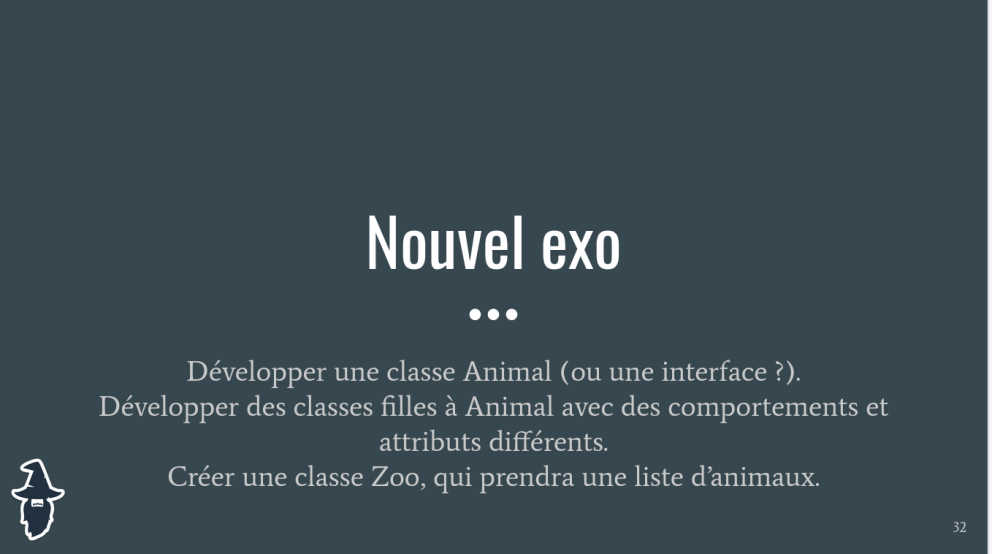 Nouvel exo
Développer une classe Animal (ou une interface ?).
Développer des classes filles à Animal avec des comportements et
attributs différents.
Créer une classe Zoo, qui prendra une liste d’animaux.
32